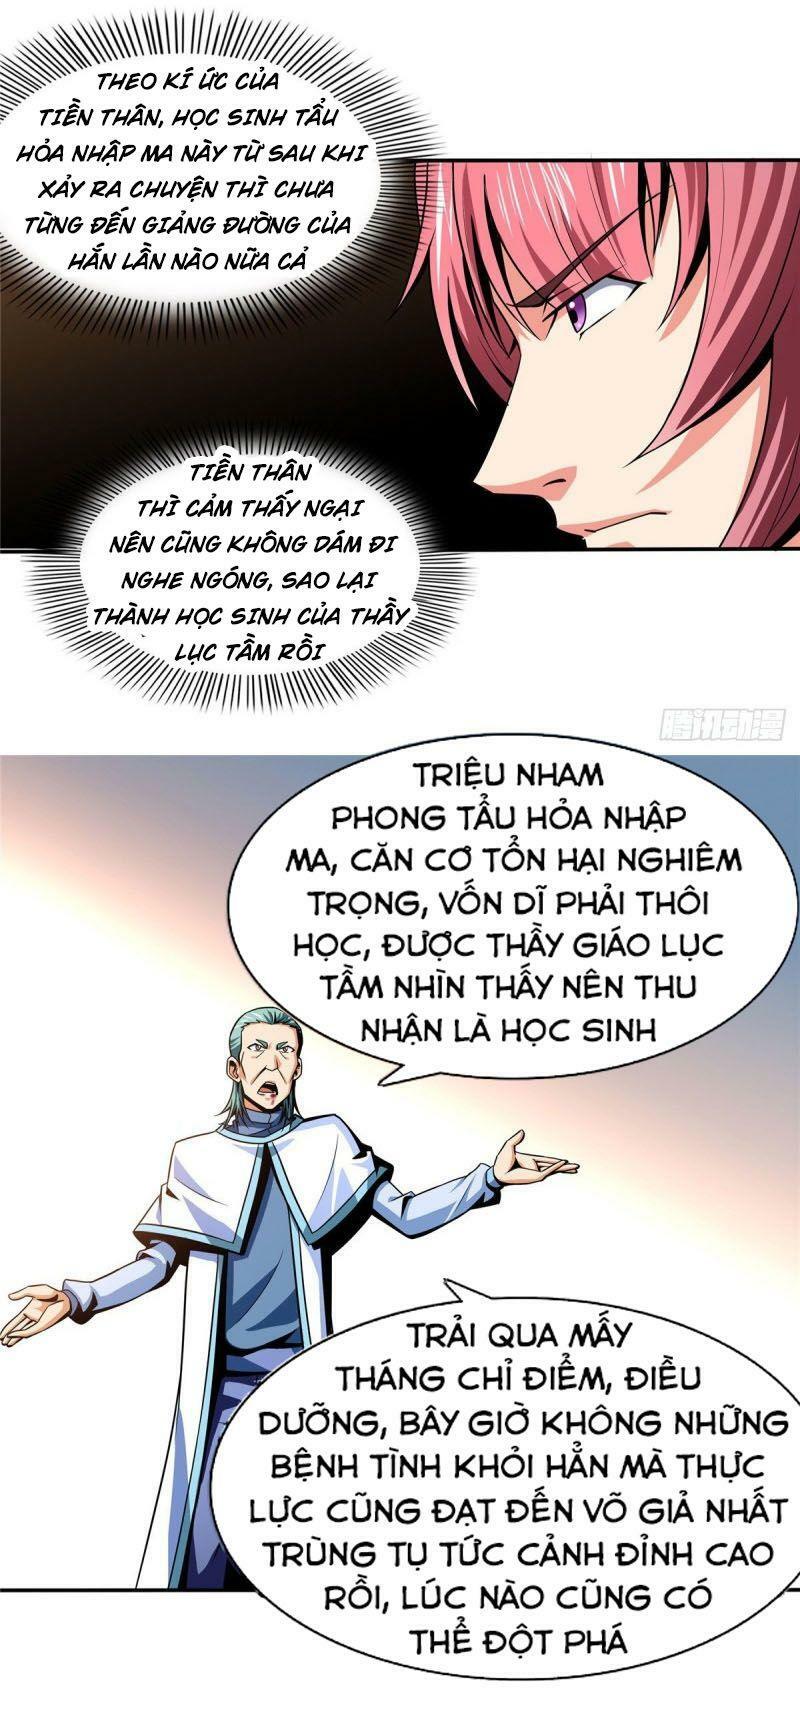 THEO KÍ ỨC CỦA
TIỀN THÂN, HỌC SINH TẨU
HỎA NHẬP MA NÀY TỪ SAU KHI
XẢY RA CHUYỆN THÌ CHƯA
TỪNG ĐẾN GIẢNG ĐƯỜNG CỦA
HẮN LẦN NÀO NỮA CẢ
TIỀN THÂN
THÌ CẢM THẤY NGẠI
NÊN CŨNG KHÔNG DÁM ĐI
NGHE NGÓNG, SAO LẠI
THÀNH HỌC SINH CỦA THẦY
LỤC TẦM RỒI
腾讯动漫
TRIỆU NHAM
PHONG TẨU HỎA NHẬP
MA, CĂN CƠ TỔN HẠI NGHIÊM
TRỌNG, VỐN DĨ PHẢI THÔI
HỌC, ĐƯỢC THẦY GIÁO LỤC
TẦM NHÌN THẤY NÊN THU
NHẬN LÀ HỌC SINH
TRẢI QUA MẤY
THÁNG CHỈ ĐIỂM, ĐIỀU
DƯỠNG, BÂY GIỜ KHÔNG NHỮNG
BỆNH TÌNH KHỎI HẲN MÀ THỰC
LỰC CŨNG ĐẠT ĐẾN VÕ GIẢ NHẤT
TRÙNG TỤ TỨC CẢNH ĐỈNH CAO
RỒI, LÚC NÀO CŨNG CÓ
THỂ ĐỘT PHÁ